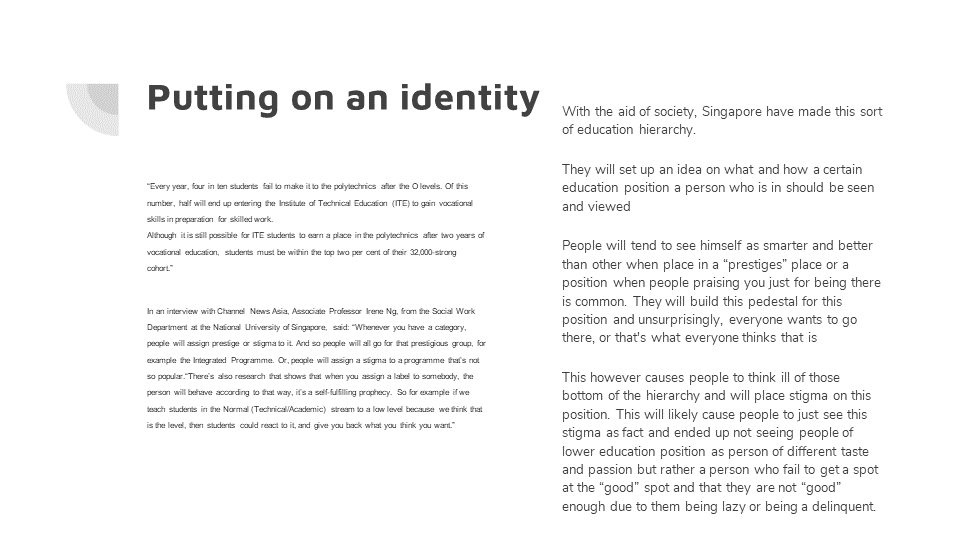 Putting on an identity
“Every year, four in ten students fail to make it to the polytechnics after the O levels. Of this
number, half will end up entering the Institute of Technical Education (ITE) to gain vocational
skills in preparation for skilled work.
Although it is still possible for ITE students to earn a place in the polytechnics after two years of
vocational education, students must be within the top two per cent of their 32,000-strong
cohort.”
In an interview with Channel News Asia, Associate Professor Irene Ng, from the Social Work
Department at the National University of Singapore, said: “Whenever you have a category,
people will assign prestige or stigma to it. And so people will all go for that prestigious group, for
example the Integrated Programme. Or, people will assign a stigma to a programme that’s not
so popular.“There’s also research that shows that when you assign a label to somebody, the
person will behave according to that way, it’s a self-fulfilling prophecy. So for example if we
teach students in the Normal (Technical/Academic) stream to a low level because we think that
is the level, then students could react to it, and give you back what you think you want.”
With the aid of society, Singapore have made this sort
of education hierarchy.
They will set up an idea on what and how a certain
education position a person who is in should be seen
and viewed
People will tend to see himself as smarter and better
than other when place in a “prestiges” place or a
position when people praising you just for being there
is common. They will build this pedestal for this
position and unsurprisingly, everyone wants to go
there, or that's what everyone thinks that is
This however causes people to think ill of those
bottom of the hierarchy and will place stigma on this
position. This will likely cause people to just see this
stigma as fact and ended up not seeing people of
lower education position as person of different taste
and passion but rather a person who fail to get a spot
at the “good” spot and that they are not “good”
enough due to them being lazy or being a delinquent.